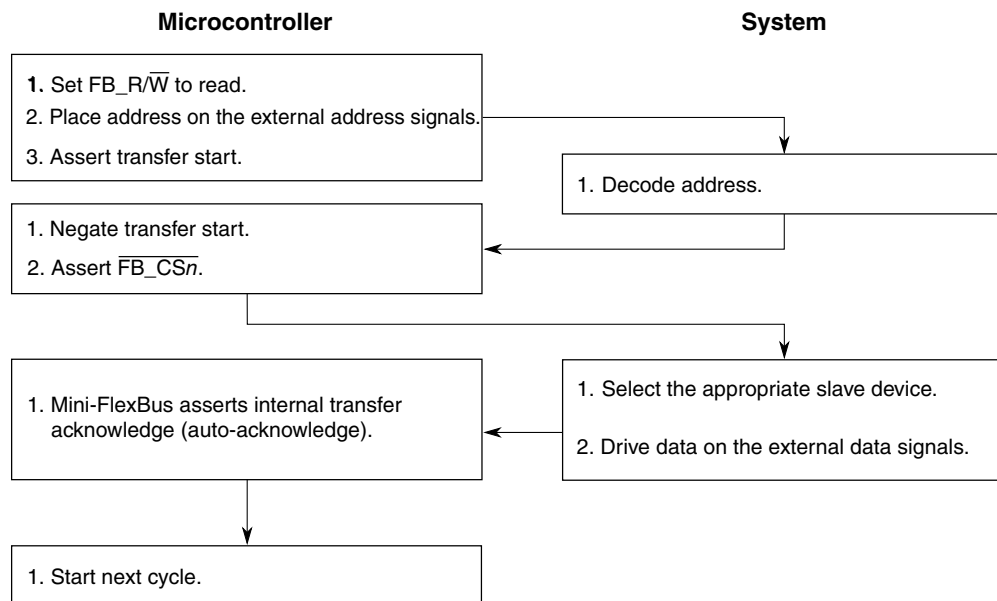 Microcontroller
System
1. Set FB_R/W̅ to read.
2. Place address on the external address signals.
3. Assert transfer start.
1. Decode address.
1. Negate transfer start.
2. Assert F̅B̅_̅C̅S̅n̅.
1. Select the appropriate slave device.
2. Drive data on the external data signals.
1. Mini-FlexBus asserts internal transfer
acknowledge (auto-acknowledge).
1. Start next cycle.